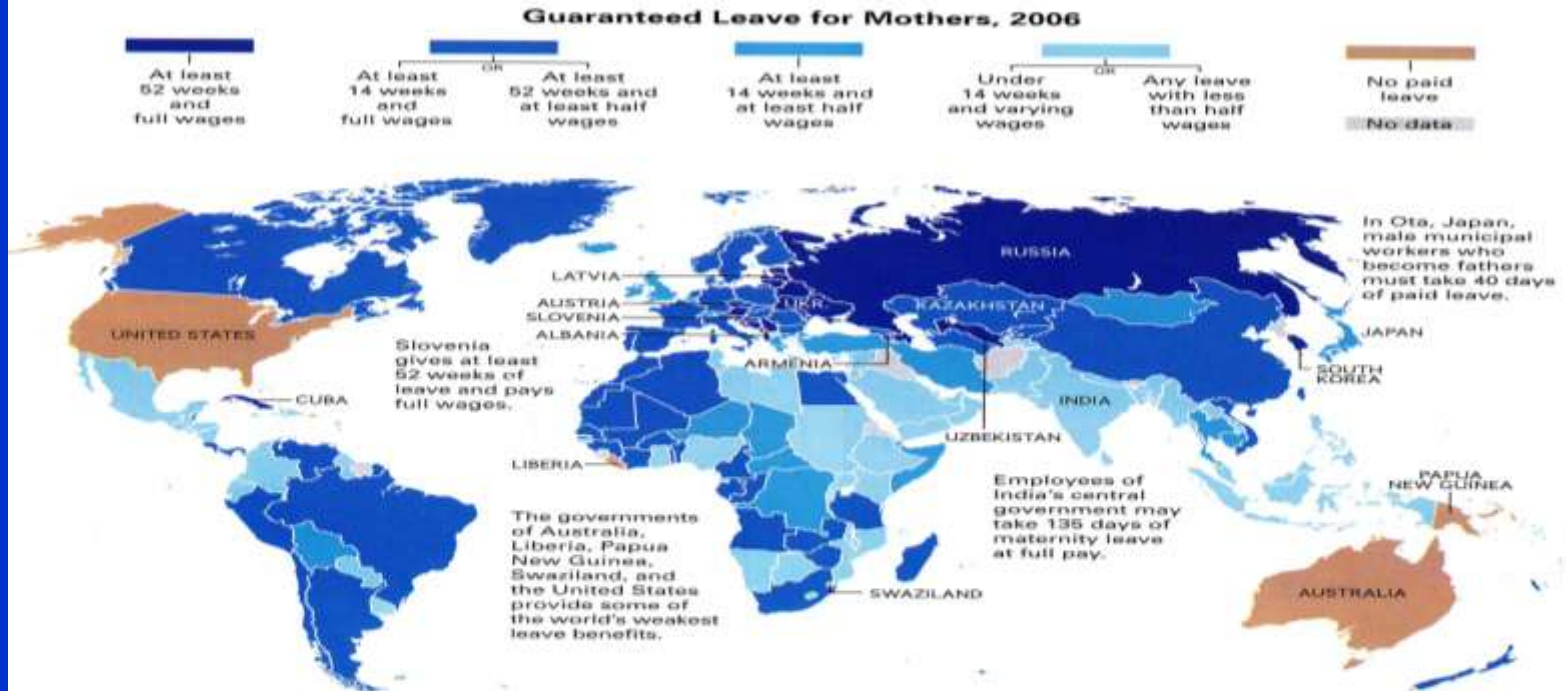 Guaranteed Leave for Mothers, 2006
At least
52 weeks
and
full wages
OR
At least
14 weeks
and
full wages
At least
52 weeks and
at least half
wages
At least
14 weeks and
at least half
wages
OR
Under
14 weeks
and varying
wages
Any leave
with less
than half
wages
No paid
leave
No data
RUSSIA
In Ota, Japan,
male municipal
workers who
become fathers
must take 40 days
of paid leave.
LATVIA
AUSTRIA
UKR
KAZAKHSTAN
SLOVENIA
ALBANIA
JAPAN
UNITED STATES
Slovenia
gives at least
52 weeks of
leave and pays
full wages.
ARMENIA
SOUTH
KOREA
CUBA
INDIA
UZBEKISTAN
LIBERIA
PAPUA
NEW GUINEA
Employees of
India's central
government may
take 135 days of
maternity leave
at full pay.
The governments
of Australia,
Liberia, Papua
New Guinea,
Swaziland, and
the United States
provide some of
the world's weakest
leave benefits.
SWAZILAND
AUSTRALIA